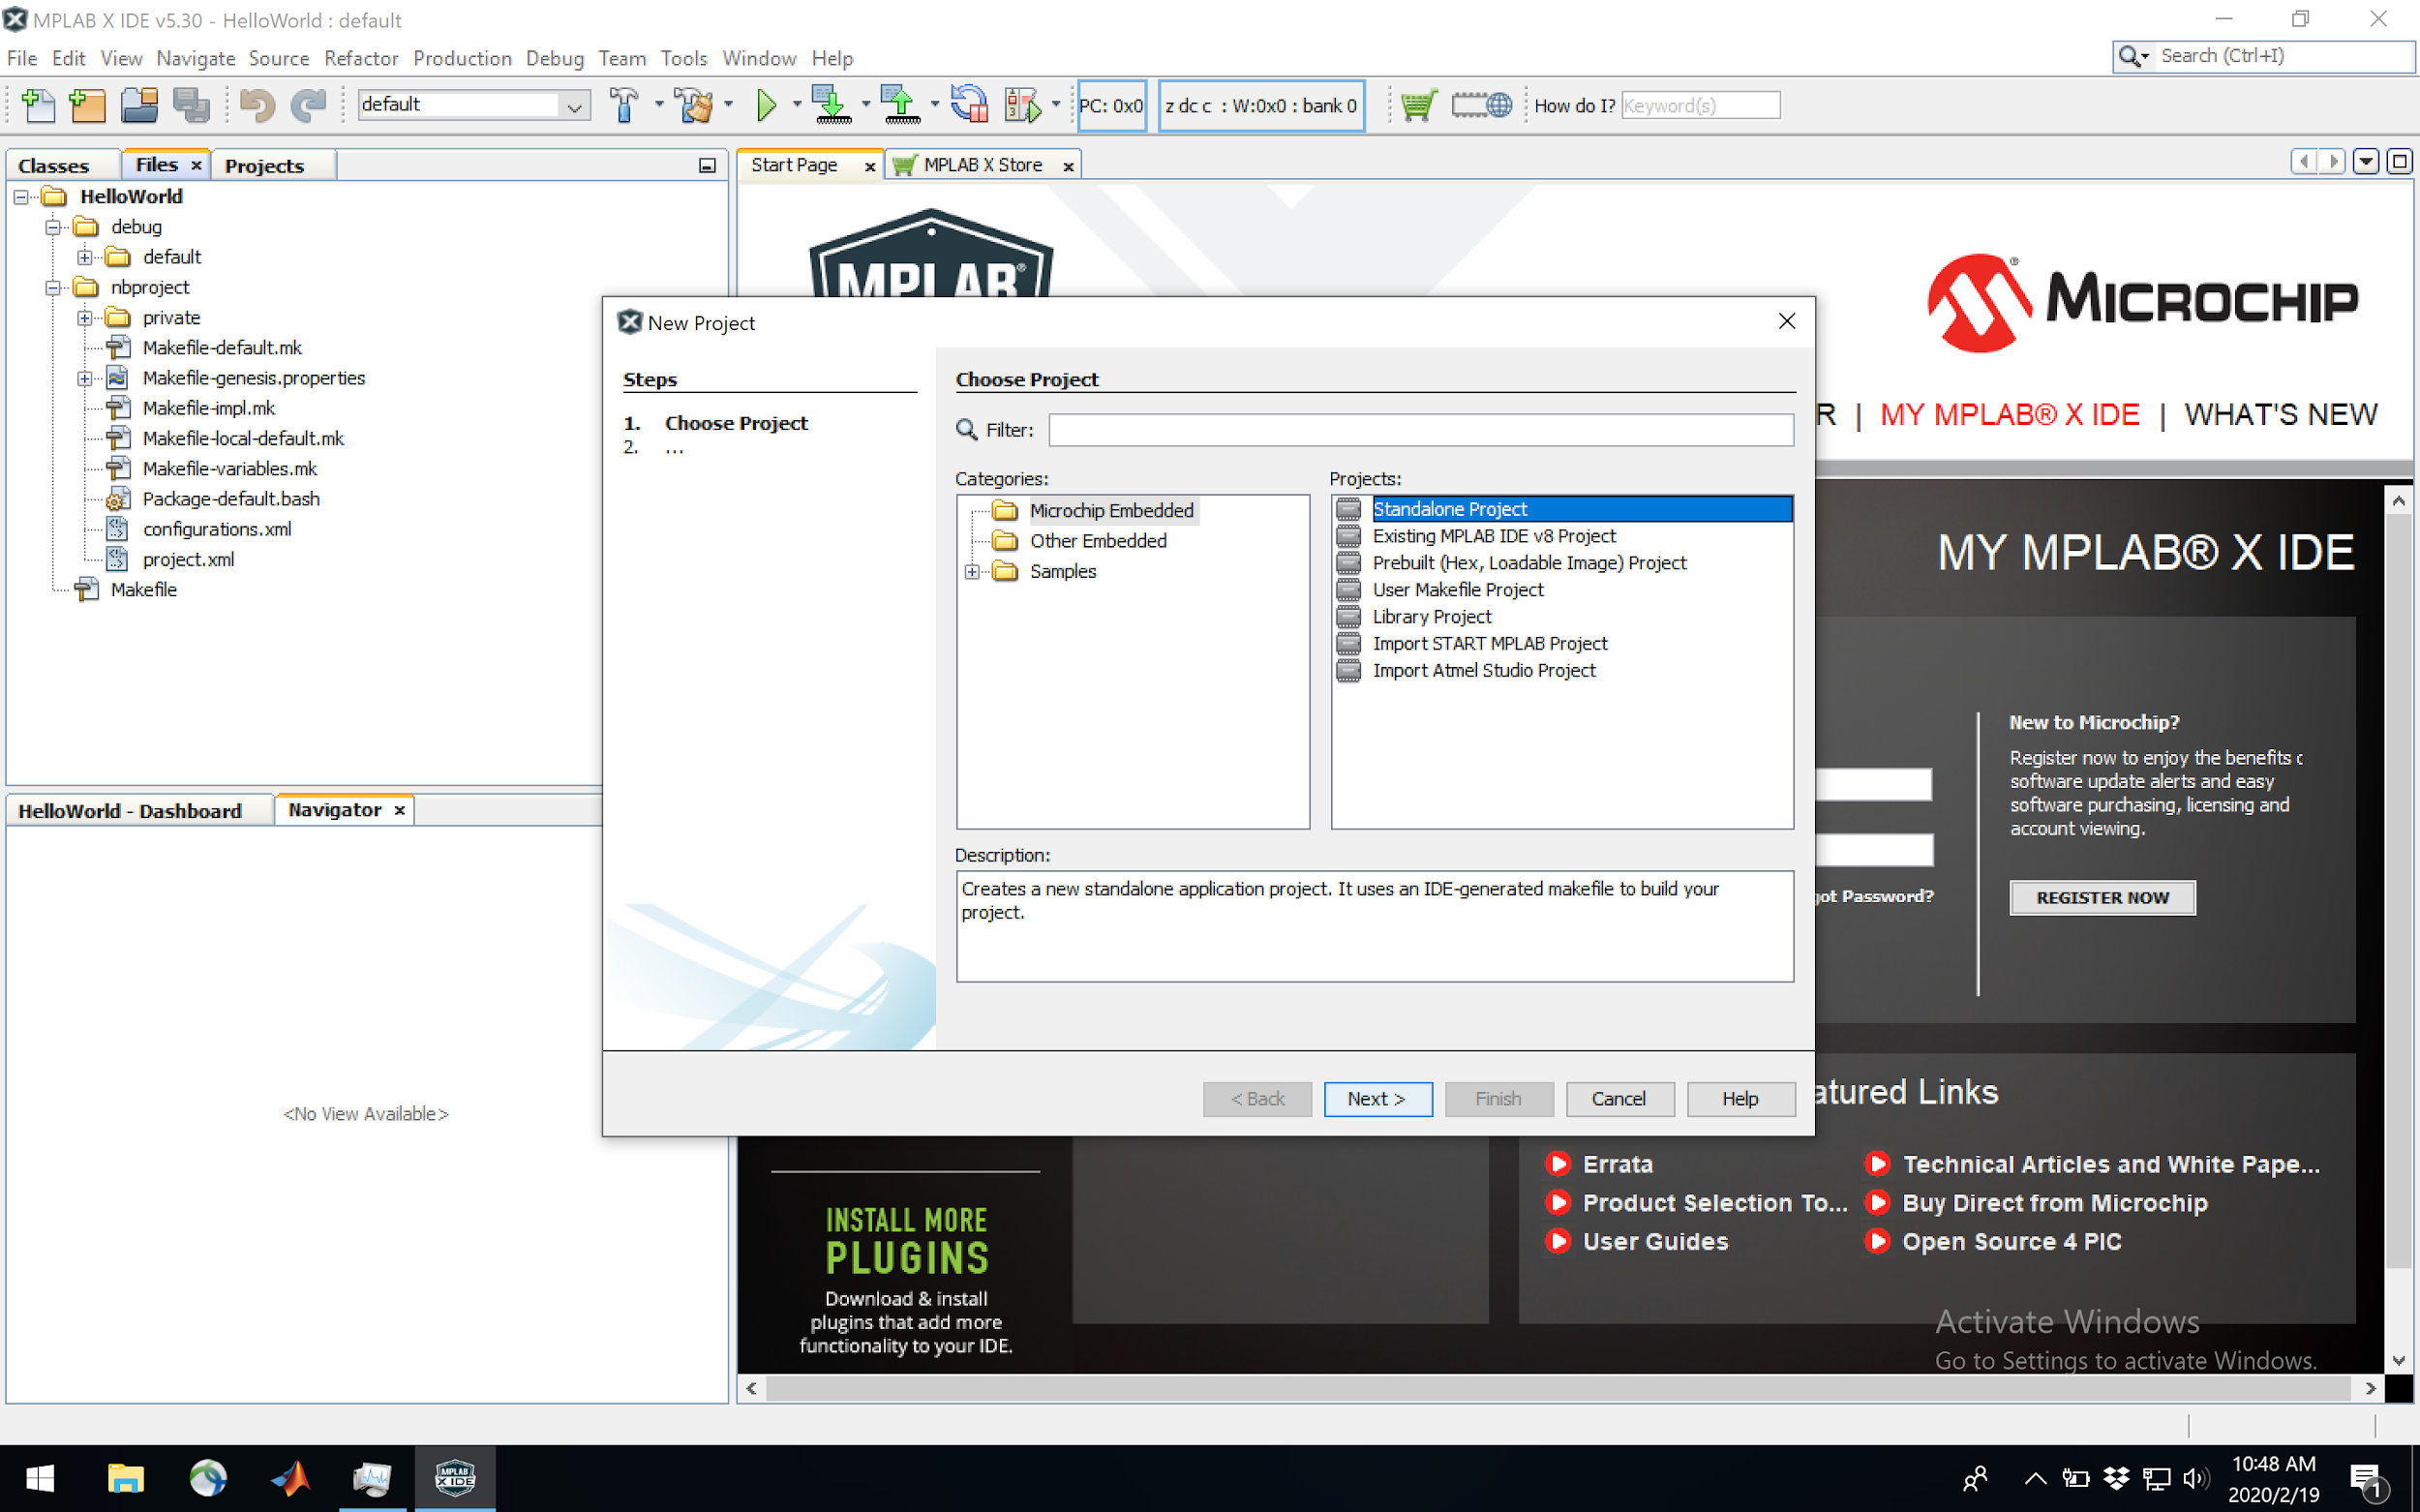 MPLAB X IDE v5.30 - HelloWorld : default
File Edit View Navigate Source Refactor Production Debug Team Tools Window Help
Search (Ctrl+I)
default
PC: 0x0
z dc c : W:0x0 : bank 0
How do I?
Keyword(s)
Classes
Files
Projects
Start Page
MPLAB X Store
HelloWorld
debug
default
nbproject
private
Makefile-default.mk
Makefile-genesis.properties
Makefile-impl.mk
Makefile-local-default.mk
Makefile-variables.mk
Package-default.bash
configurations.xml
project.xml
Makefile
HelloWorld - Dashboard
Navigator
<No View Available>
MPLAB®
MICROCHIP
R | MY MPLAB® X IDE | WHAT'S NEW
MY MPLAB® X IDE
New Project
Steps
1. Choose Project
2. ...
Choose Project
Filter:
Categories:
Microchip Embedded
Other Embedded
Samples
Projects:
Standalone Project
Existing MPLAB IDE v8 Project
Prebuilt (Hex, Loadable Image) Project
User Makefile Project
Library Project
Import START MPLAB Project
Import Atmel Studio Project
Description:
Creates a new standalone application project. It uses an IDE-generated makefile to build your
project.
< Back
Next >
Finish
Cancel
Help
New to Microchip?
Register now to enjoy the benefits
software update alerts and easy
software purchasing, licensing and
account viewing.
got Password?
REGISTER NOW
atured Links
Errata
Technical Articles and White Pape...
Product Selection To...
Buy Direct from Microchip
User Guides
Open Source 4 PIC
INSTALL MORE
PLUGINS
Download & install
plugins that add more
functionality to your IDE.
Activate Windows
Go to Settings to activate Windows.
MPLAB
X IDE
10:48 AM
2020/2/19
1